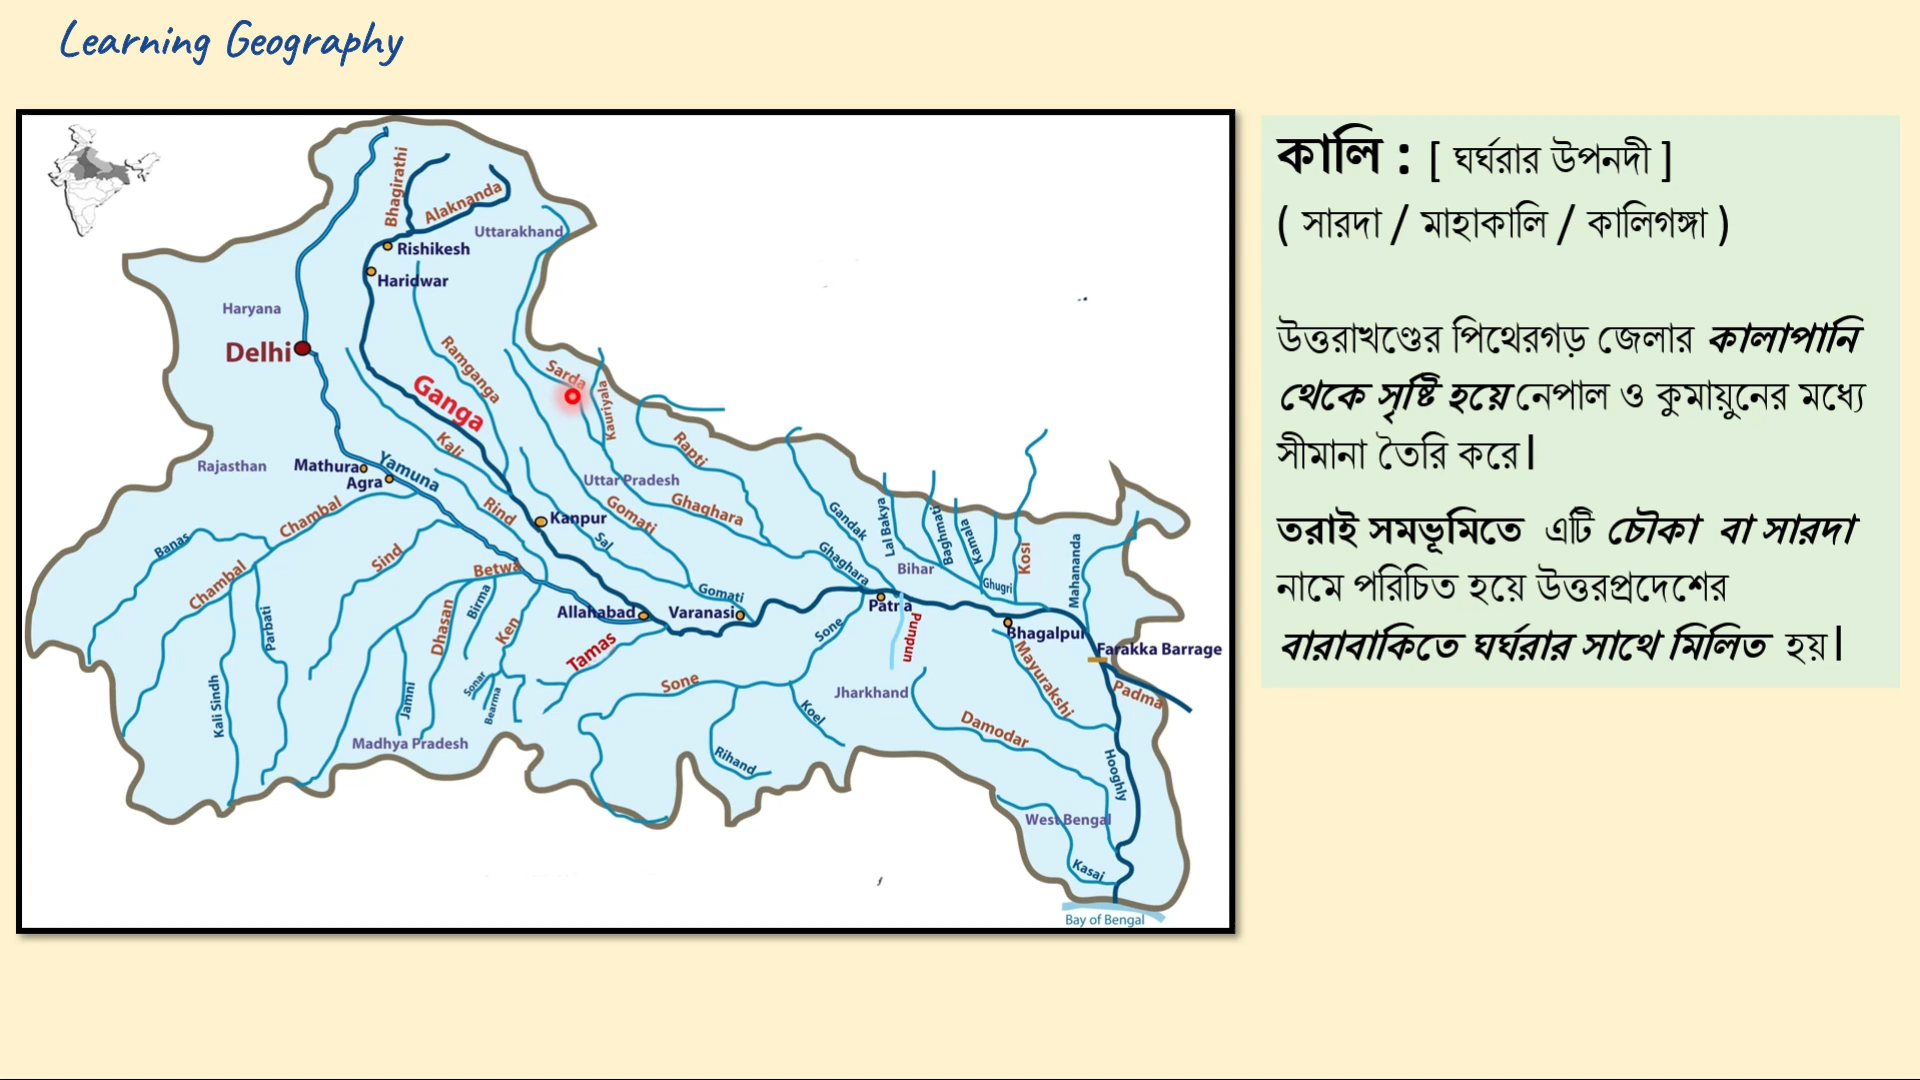 Learning Geography
কালি : [ ঘর্ঘরার উপনদী ]
( সারদা / মাহাকালি / কালিগঙ্গা )
উত্তরাখণ্ডের পিথেরগড় জেলার কালাপানি
থেকে সৃষ্টি হয়ে নেপাল ও কুমায়ুনের মধ্যে
সীমানা তৈরি করে।
তরাই সমভূমিতে এটি চৌকা বা সারদা
নামে পরিচিত হয়ে উত্তরপ্রদেশের
বারাবাকিতে ঘর্ঘরার সাথে মিলিত হয়।
Bhagirathi
Alaknanda
Uttarakhand
Rishikesh
Haridwar
Haryana
Delhi
Ramganga
Sarda
Kauriyala
Ganga
Kali
Rapti
Rajasthan
Mathura
Agra
Yamuna
Uttar Pradesh
Chambal
Rind
Kanpur
Gomati
Ghaghara
Sai
Banas
Sind
Chambal
Betwa
Gandak
Lal Bakya
Baghmati
Kamala
Kosi
Mahananda
Ghaghara
Bihar
Ghugri
Parbati
Dhasan
Birma
Ken
Allahabad
Varanasi
Gomati
Patna
Sone
Punpun
Bhagalpur
Farakka Barrage
Tamas
Kali Sindh
Jamni
Sonar
Bearma
Sone
Koel
Jharkhand
Mayurakshi
Padma
Madhya Pradesh
Rihand
Damodar
Hooghly
West Bengal
Kasai
Bay of Bengal